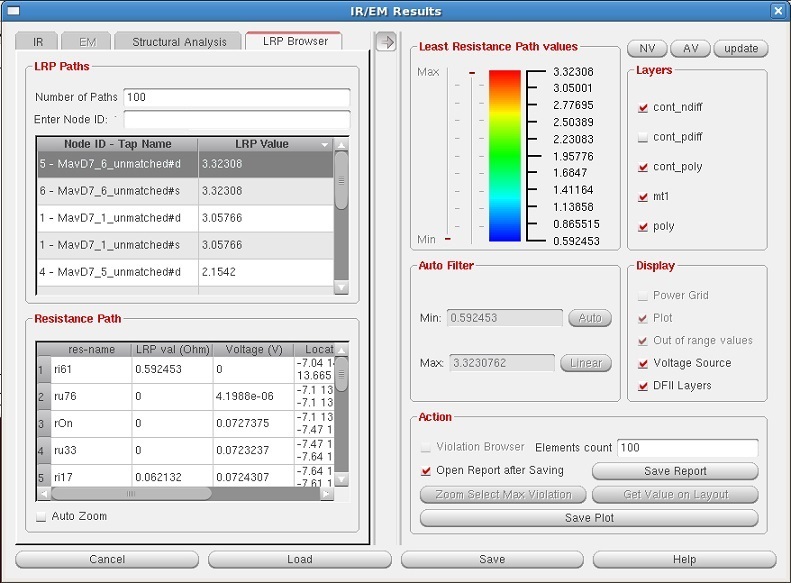 IR/EM Results
IR
EM
Structural Analysis
LRP Browser
LRP Paths
Number of Paths 100
Enter Node ID:
Node ID - Tap Name LRP Value
5 - MavD7_6_unmatched#d 3.32308
6 - MavD7_6_unmatched#s 3.32308
1 - MavD7_1_unmatched#d 3.05766
1 - MavD7_1_unmatched#s 3.05766
4 - MavD7_5_unmatched#d 2.1542
Resistance Path
res-name LRP val (Ohm) Voltage (V) Locat
1 ri61 0.592453 0 -7.04 1
13.665
2 ru76 0 4.1988e-06 -7.1 13
-7.1 13
3 rOn 0 0.0727375 -7.1 13
-7.47 1
4 ru33 0 0.0723237 -7.47 1
-7.64 1
5 ri17 0.062132 0.0724307 -7.64 1
-7.61 1
Auto Zoom
Least Resistance Path values
Max
Min
3.32308
3.05001
2.77695
2.50389
2.23083
1.95776
1.6847
1.41164
1.13858
0.865515
0.592453
NV
AV
update
Layers
cont_ndiff
cont_pdiff
cont_poly
mt1
poly
Auto Filter
Min: 0.592453 Auto
Max: 3.3230762 Linear
Display
Power Grid
Plot
Out of range values
Voltage Source
DFII Layers
Action
Violation Browser Elements count 100
Open Report after Saving Save Report
Zoom Select Max Violation Get Value on Layout
Save Plot
Cancel Load Save Help